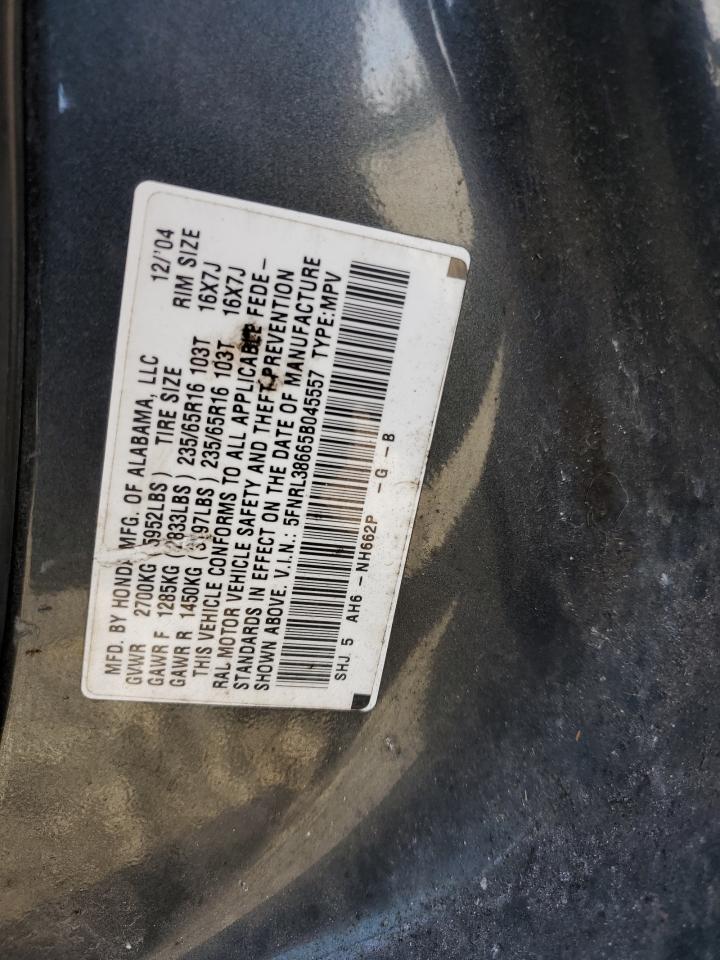 MFD. BY HONDA MFG. OF ALABAMA, LLC 12/'04
GVWR 2700KG (5952LBS) TIRE SIZE RIM SIZE
GAWR F 1285KG (2833LBS) 235/65R16 103T 16X7J
GAWR R 1450KG (3197LBS) 235/65R16 103T 16X7J
THIS VEHICLE CONFORMS TO ALL APPLICABLE FEDE-
RAL MOTOR VEHICLE SAFETY AND THEFT PREVENTION
STANDARDS IN EFFECT ON THE DATE OF MANUFACTURE
SHOWN ABOVE. V.I.N.: 5FNRL38665B045557 TYPE:MPV
SHJ 5 AH6 - NH662P -G -B